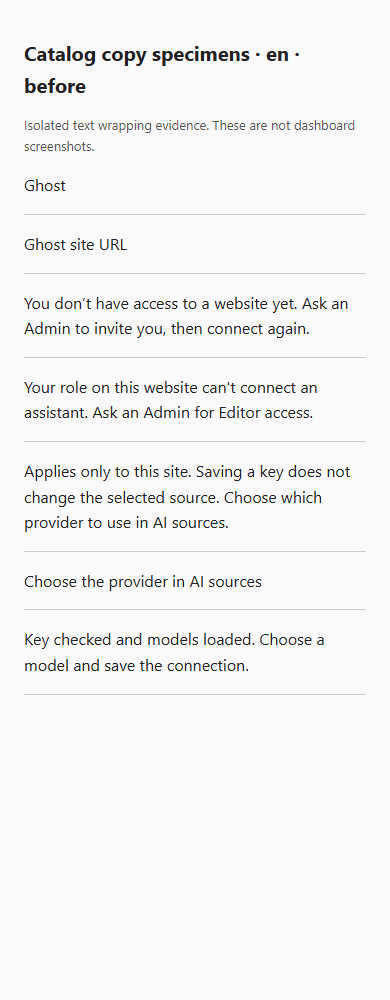 Catalog copy specimens · en ·
before
Isolated text wrapping evidence. These are not dashboard
screenshots.
Ghost
Ghost site URL
You don’t have access to a website yet. Ask an
Admin to invite you, then connect again.
Your role on this website can't connect an
assistant. Ask an Admin for Editor access.
Applies only to this site. Saving a key does not
change the selected source. Choose which
provider to use in AI sources.
Choose the provider in AI sources
Key checked and models loaded. Choose a
model and save the connection.